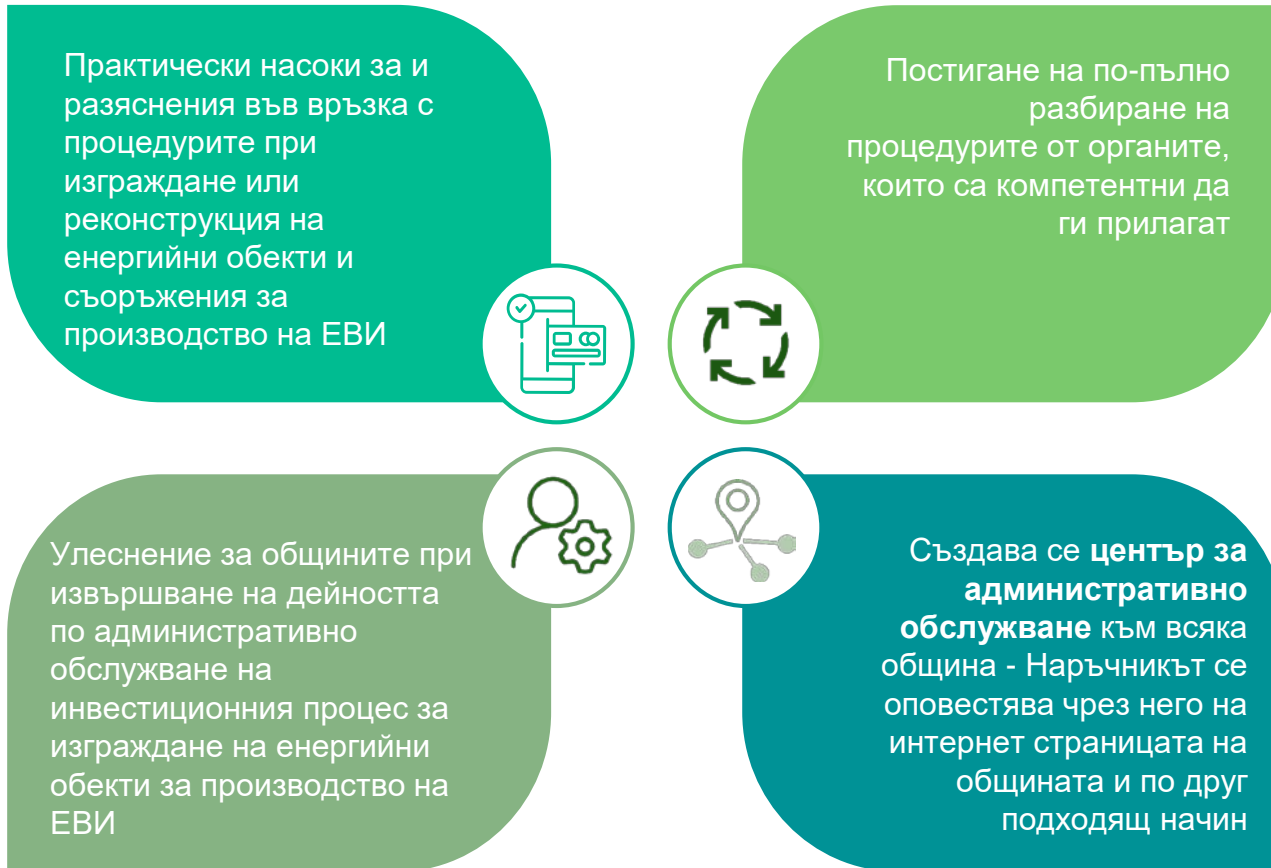 Практически насоки за и
разяснения във връзка с
процедурите при
изграждане или
реконструкция на
енергийни обекти и
съоръжения за
производство на ЕВИ
Постигане на по-пълно
разбиране на
процедурите от органите,
които са компетентни да
ги прилагат
Улеснение за общините при
извършване на дейността
по административно
обслужване на
инвестиционния процес за
изграждане на енергийни
обекти за производство на
ЕВИ
Създава се център за
административно
обслужване към всяка
община - Наръчникът се
оповестява чрез него на
интернет страницата на
общината и по друг
подходящ начин